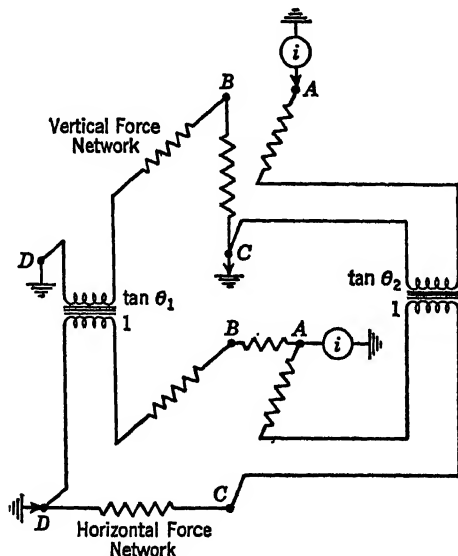 i
B
A
Vertical Force
Network
C
D
tan θ₁
1
tan θ₂
1
B
A
i
C
D
Horizontal Force
Network